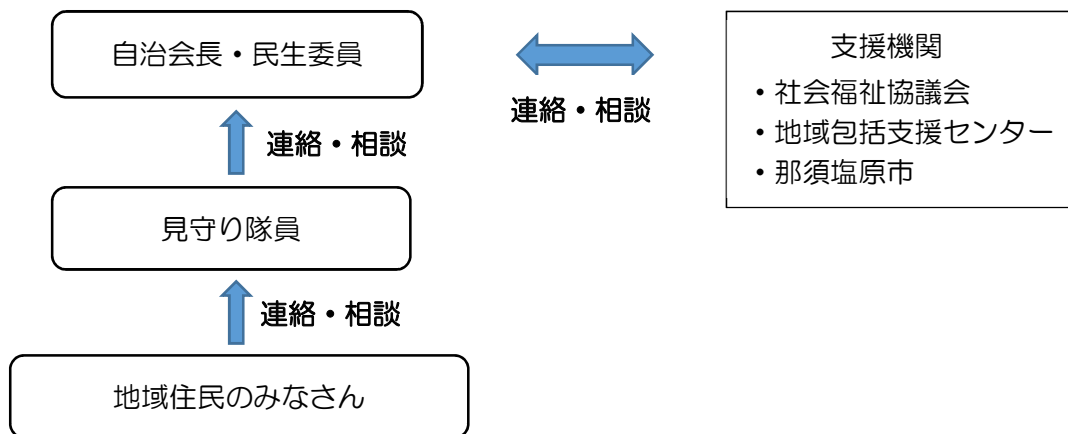 自治会長・民生委員
連絡・相談
支援機関
・社会福祉協議会
・地域包括支援センター
・那須塩原市
連絡・相談
見守り隊員
連絡・相談
地域住民のみなさん